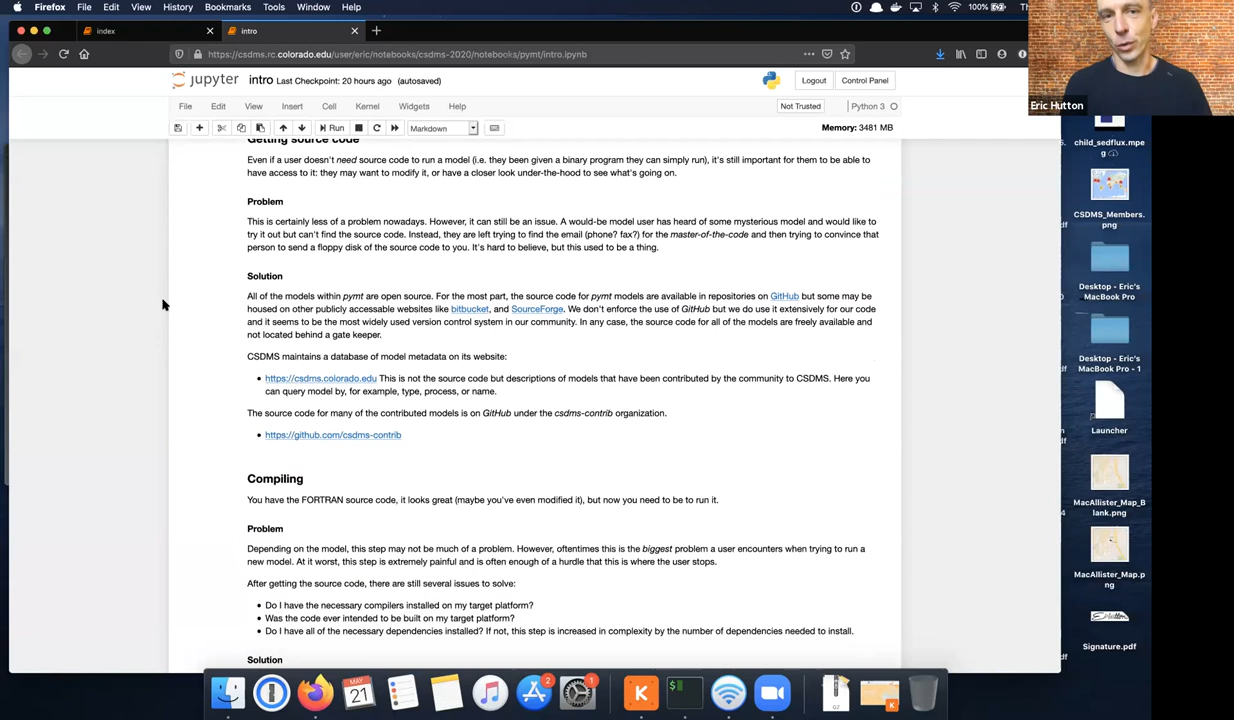 Firefox File Edit View History Bookmarks Tools Window Help 100%
index
intro
https://csdms.rc.colorado.edu/user/eric/notebooks/csdms-2020/notebooks/pymt/intro.ipynb
jupyter intro Last Checkpoint: 20 hours ago (autosaved)
Logout Control Panel
File Edit View Insert Cell Kernel Widgets Help
Not Trusted Python 3
Run Markdown
Memory: 3481 MB
Eric Hutton
Getting source code
Even if a user doesn't need source code to run a model (i.e. they been given a binary program they can simply run), it's still important for them to be able to
have access to it: they may want to modify it, or have a closer look under-the-hood to see what's going on.
Problem
This is certainly less of a problem nowadays. However, it can still be an issue. A would-be model user has heard of some mysterious model and would like to
try it out but can't find the source code. Instead, they are left trying to find the email (phone? fax?) for the master-of-the-code and then trying to convince that
person to send a floppy disk of the source code to you. It's hard to believe, but this used to be a thing.
Solution
All of the models within pymt are open source. For the most part, the source code for pymt models are available in repositories on GitHub but some may be
housed on other publicly accessable websites like bitbucket, and SourceForge. We don't enforce the use of GitHub but we do use it extensively for our code
and it seems to be the most widely used version control system in our community. In any case, the source code for all of the models are freely available and
not located behind a gate keeper.
CSDMS maintains a database of model metadata on its website:
https://csdms.colorado.edu This is not the source code but descriptions of models that have been contributed by the community to CSDMS. Here you
can query model by, for example, type, process, or name.
The source code for many of the contributed models is on GitHub under the csdms-contrib organization.
https://github.com/csdms-contrib
Compiling
You have the FORTRAN source code, it looks great (maybe you've even modified it), but now you need to be to run it.
Problem
Depending on the model, this step may not be much of a problem. However, oftentimes this is the biggest problem a user encounters when trying to run a
new model. At it worst, this step is extremely painful and is often enough of a hurdle that this is where the user stops.
After getting the source code, there are still several issues to solve:
Do I have the necessary compilers installed on my target platform?
Was the code ever intended to be built on my target platform?
Do I have all of the necessary dependencies installed? If not, this step is increased in complexity by the number of dependencies needed to install.
Solution
child_sedflux.mpe
g
CSDMS_Members.
png
Desktop - Eric's
MacBook Pro
Desktop - Eric's
MacBook Pro - 1
Launcher
MacAllister_Map_B
lank.png
MacAllister_Map.p
ng
Signature.pdf
MAY
21
2
1
K
$
GZ
K